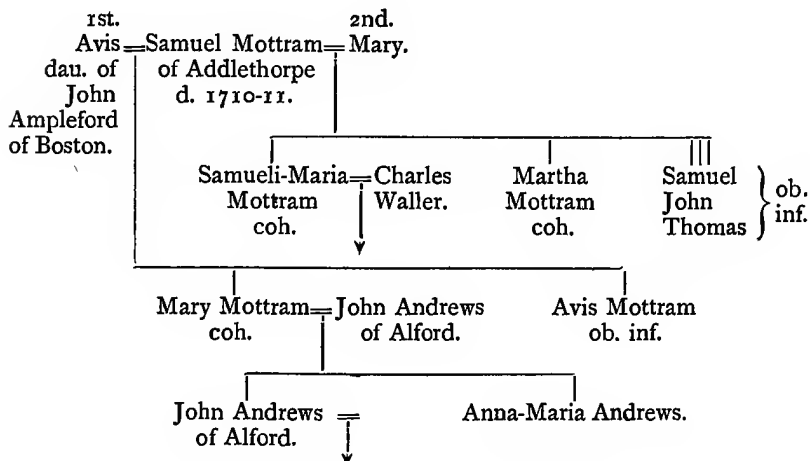 1st. 2nd.
Avis = Samuel Mottram = Mary.
dau. of of Addlethorpe
John d. 1710-11.
Ampleford
of Boston.
Samueli-Maria = Charles Martha Samuel
Mottram Waller. Mottram John
coh. coh. Thomas } ob. inf.
Mary Mottram = John Andrews Avis Mottram
coh. of Alford. ob. inf.
John Andrews = Anna-Maria Andrews.
of Alford.